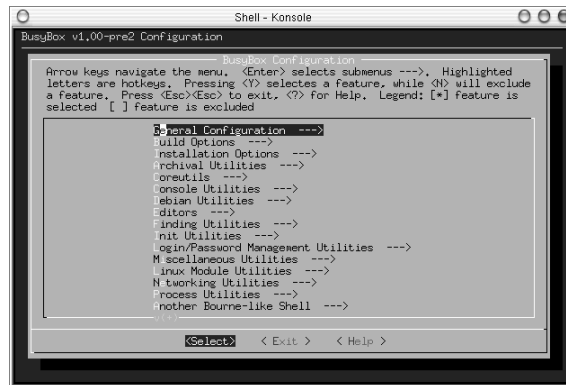 Shell - Konsole
BusyBox v1.00-pre2 Configuration
BusyBox Configuration
Arrow keys navigate the menu. <Enter> selects submenus --->. Highlighted
letters are hotkeys. Pressing <Y> selectes a feature, while <N> will exclude
a feature. Press <Esc><Esc> to exit, <?> for Help. Legend: [*] feature is
selected [ ] feature is excluded
General Configuration --->
Build Options --->
Installation Options --->
Archival Utilities --->
Coreutils --->
Console Utilities --->
Debian Utilities --->
Editors --->
Finding Utilities --->
Init Utilities --->
Login/Password Management Utilities --->
Miscellaneous Utilities --->
Linux Module Utilities --->
Networking Utilities --->
Process Utilities --->
Another Bourne-like Shell --->
<Select> < Exit > < Help >